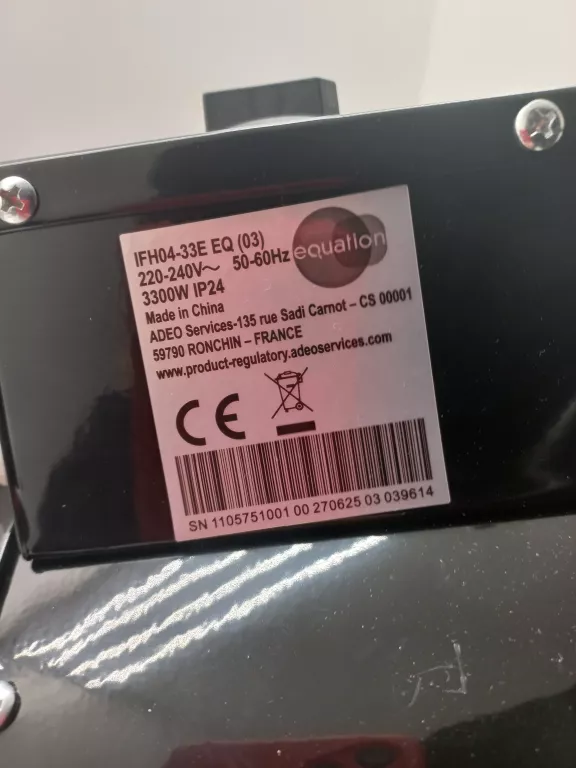 IFH04-33E EQ (03)
220-240V~ 50-60Hz
3300W IP24
equation
Made in China
ADEO Services-135 rue Sadi Carnot – CS 00001
59790 RONCHIN – FRANCE
www.product-regulatory.adeoservices.com
CE
SN 1105751001 00 270625 03 039614